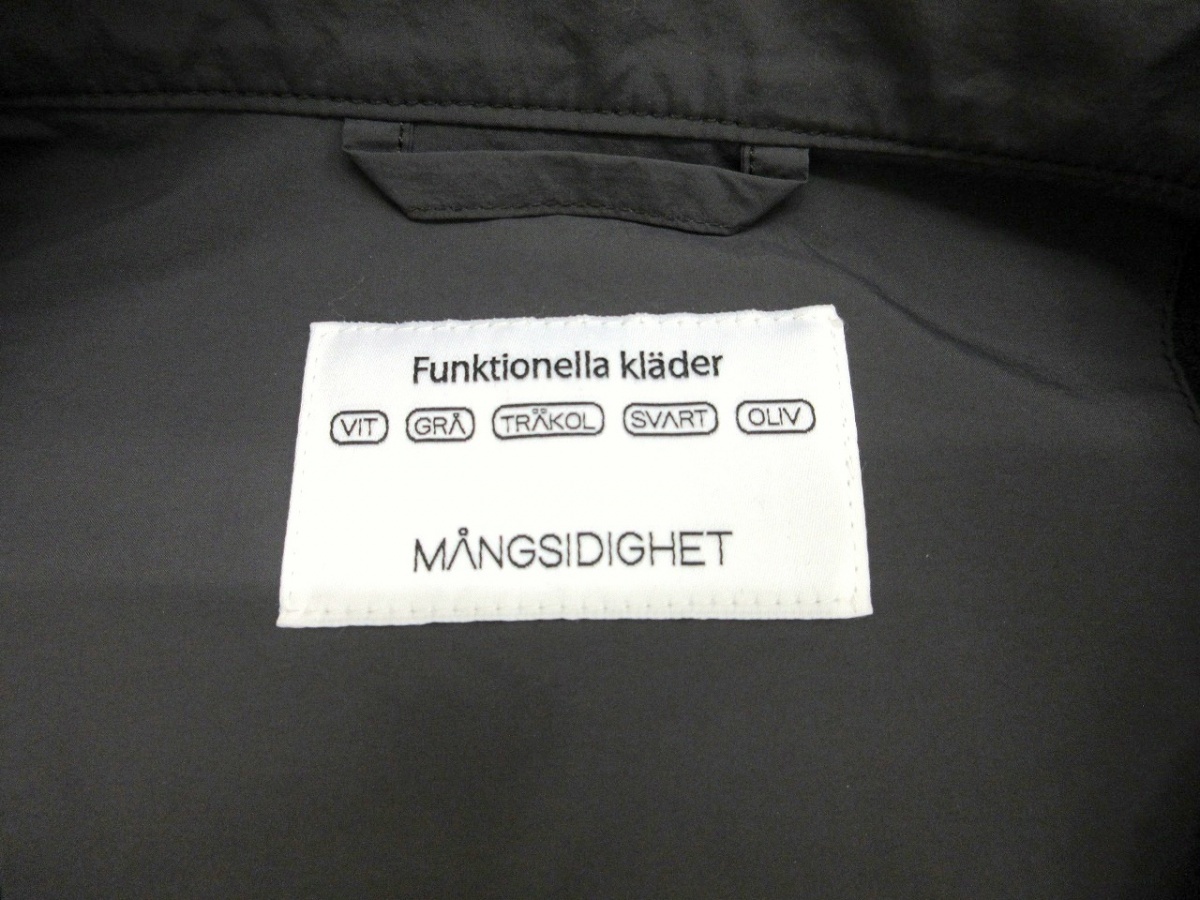 Funktionella kläder
VIT GRÅ TRÄKOL SVART OLIV
MÅNGSIDIGHET